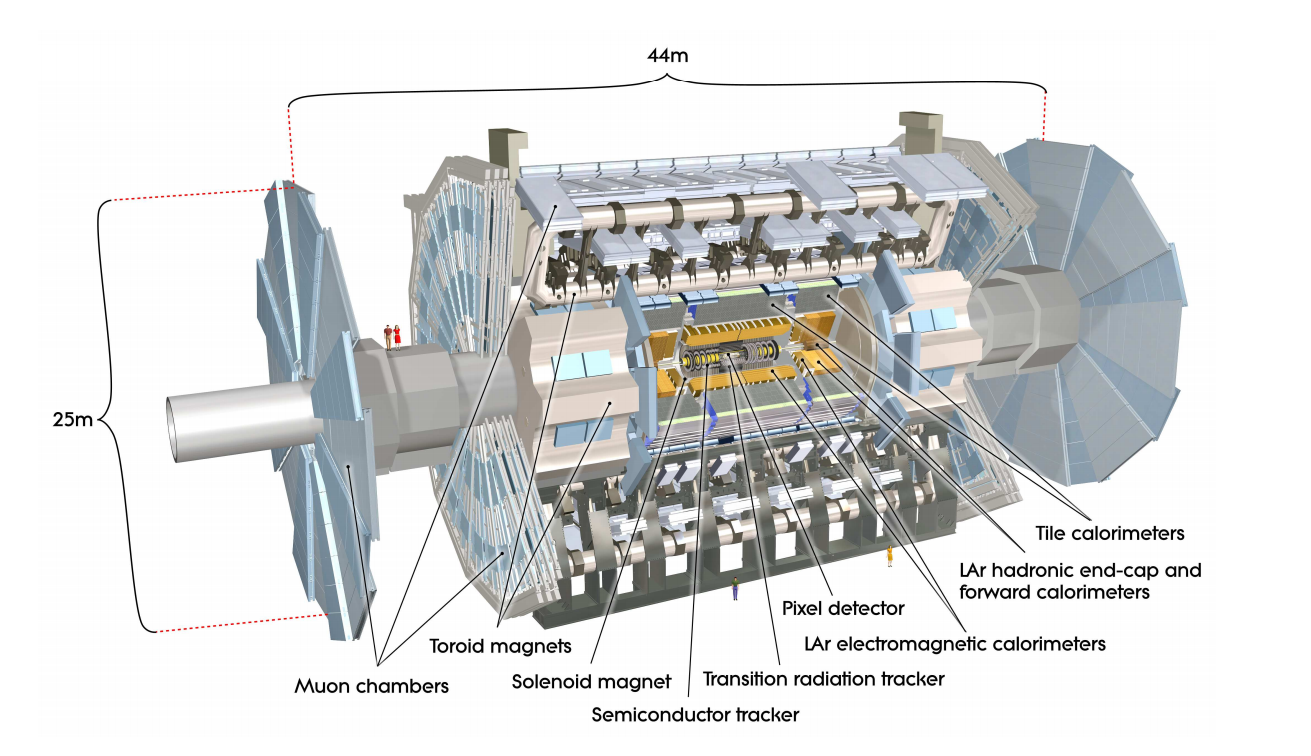 44m
25m
Tile calorimeters
LAr hadronic end-cap and
forward calorimeters
Pixel detector
LAr electromagnetic calorimeters
Toroid magnets
Transition radiation tracker
Solenoid magnet
Muon chambers
Semiconductor tracker